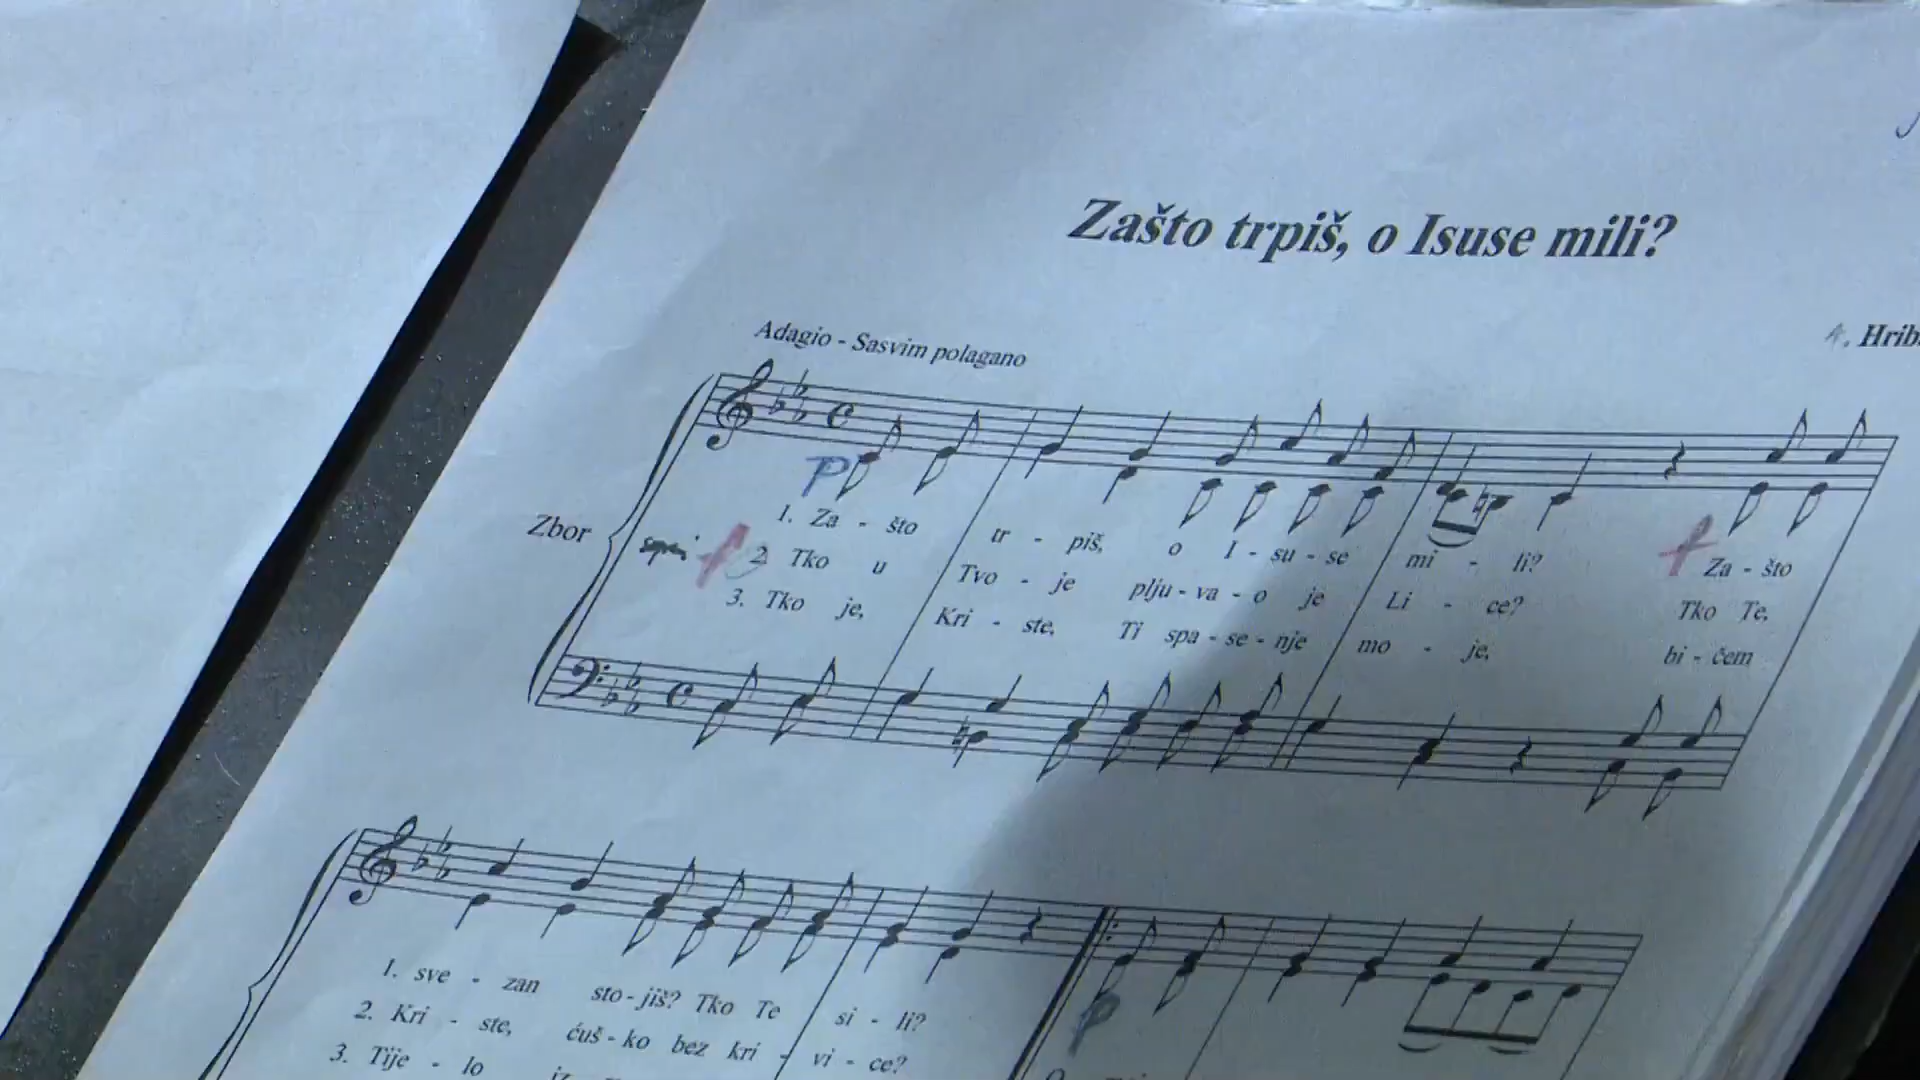 Zašto trpiš, o Isuse mili?
Adagio - Sasvim polagano
Zbor
P
1. Za - što tr - piš, o I - su - se mi - li? f Za - što
f 2. Tko u Tvo - je plju - va - o je Li - ce? Tko Te,
3. Tko je, Kri - ste, Ti spa - se - nje mo - je, bi - čem
p
1. sve - zan sto - jiš? Tko Te si - li?
2. Kri - ste, ćuš - ko bez kri - vi - ce?
3. Tije - lo